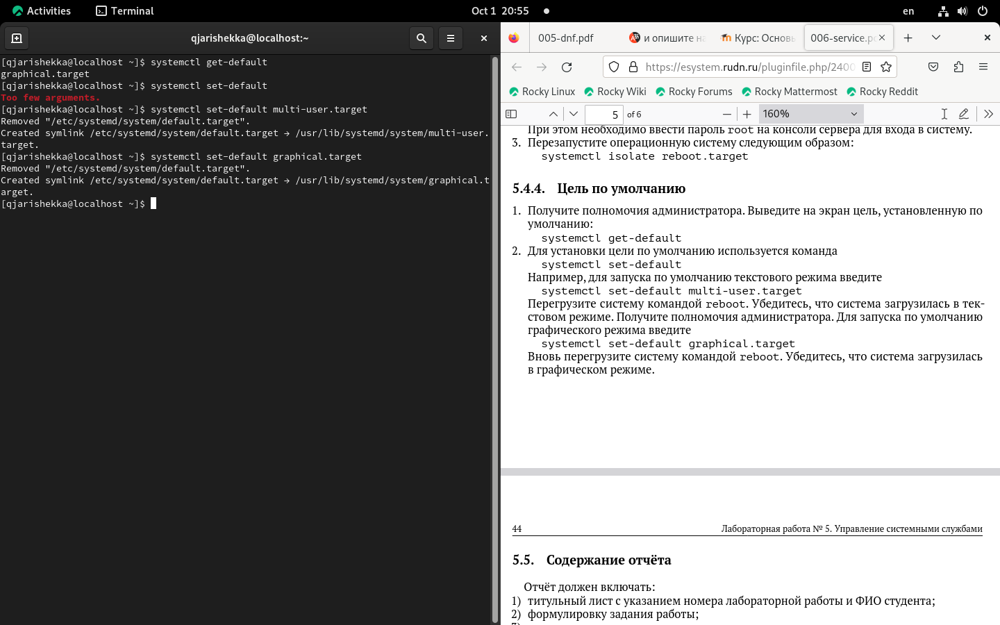 Activities Terminal Oct 1 20:55 en
qjarishekka@localhost:~
[qjarishekka@localhost ~]$ systemctl get-default
graphical.target
[qjarishekka@localhost ~]$ systemctl set-default
Too few arguments.
[qjarishekka@localhost ~]$ systemctl set-default multi-user.target
Removed "/etc/systemd/system/default.target".
Created symlink /etc/systemd/system/default.target → /usr/lib/systemd/system/multi-user.
target.
[qjarishekka@localhost ~]$ systemctl set-default graphical.target
Removed "/etc/systemd/system/default.target".
Created symlink /etc/systemd/system/default.target → /usr/lib/systemd/system/graphical.t
arget.
[qjarishekka@localhost ~]$
005-dnf.pdf и опишите на Курс: Основы 006-service.pd
https://esystem.rudn.ru/pluginfile.php/2400
Rocky Linux Rocky Wiki Rocky Forums Rocky Mattermost Rocky Reddit
5 of 6 160%
При этом необходимо ввести пароль root на консоли сервера для входа в систему.
3. Перезапустите операционную систему следующим образом:
systemctl isolate reboot.target
5.4.4. Цель по умолчанию
1. Получите полномочия администратора. Выведите на экран цель, установленную по
умолчанию:
systemctl get-default
2. Для установки цели по умолчанию используется команда
systemctl set-default
Например, для запуска по умолчанию текстового режима введите
systemctl set-default multi-user.target
Перегрузите систему командой reboot. Убедитесь, что система загрузилась в тек-
стовом режиме. Получите полномочия администратора. Для запуска по умолчанию
графического режима введите
systemctl set-default graphical.target
Вновь перегрузите систему командой reboot. Убедитесь, что система загрузилась
в графическом режиме.
44 Лабораторная работа № 5. Управление системными службами
5.5. Содержание отчёта
Отчёт должен включать:
1) титульный лист с указанием номера лабораторной работы и ФИО студента;
2) формулировку задания работы;